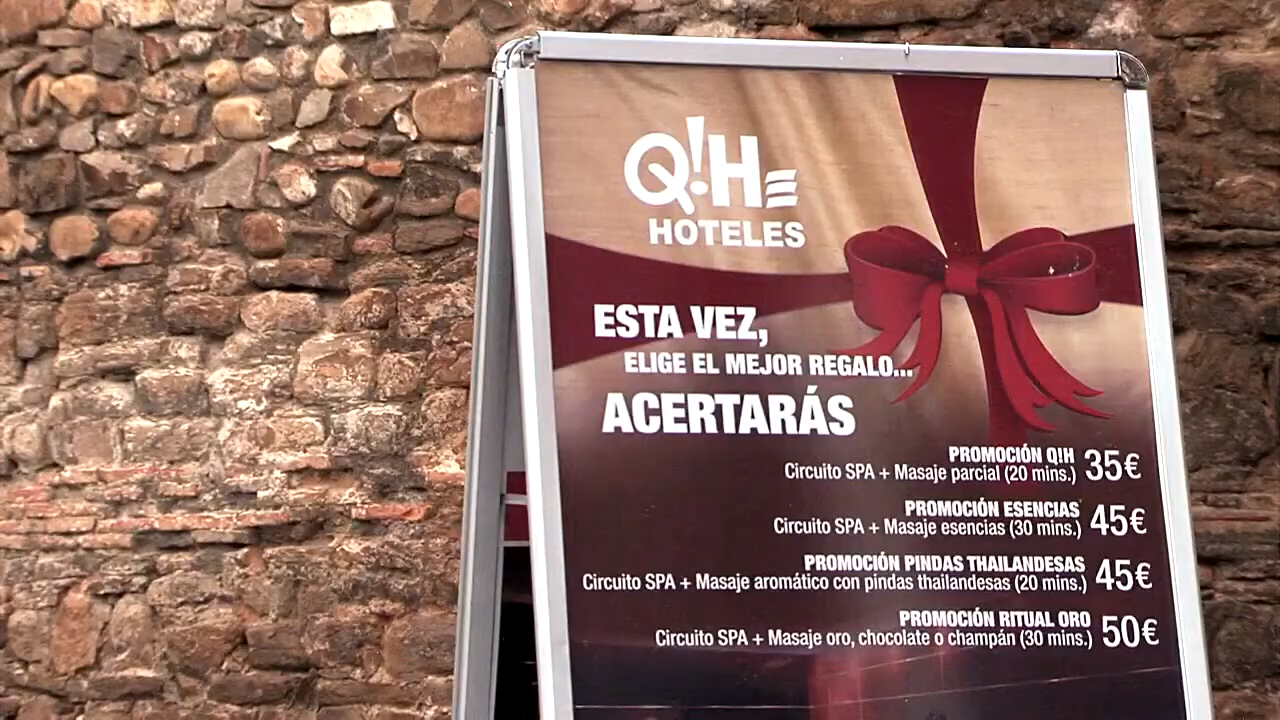 Q!H
HOTELES
ESTA VEZ,
ELIGE EL MEJOR REGALO...
ACERTARÁS
PROMOCIÓN Q!H
Circuito SPA + Masaje parcial (20 mins.) 35€
PROMOCIÓN ESENCIAS
Circuito SPA + Masaje esencias (30 mins.) 45€
PROMOCIÓN PINDAS THAILANDESAS
Circuito SPA + Masaje aromático con pindas thailandesas (20 mins.) 45€
PROMOCIÓN RITUAL ORO
Circuito SPA + Masaje oro, chocolate o champán (30 mins.) 50€